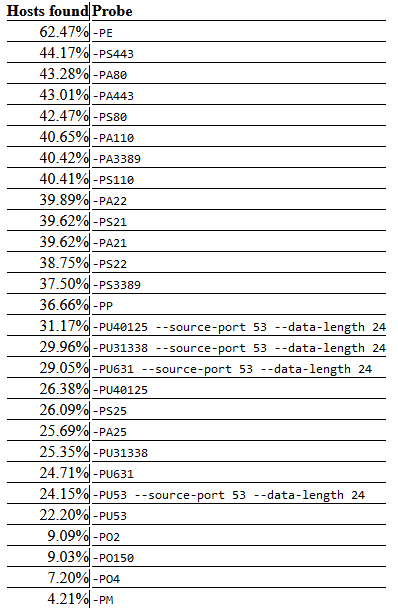 Hosts found Probe
62.47% -PE
44.17% -PS443
43.28% -PA80
43.01% -PA443
42.47% -PS80
40.65% -PA110
40.42% -PA3389
40.41% -PS110
39.89% -PA22
39.62% -PS21
39.62% -PA21
38.75% -PS22
37.50% -PS3389
36.66% -PP
31.17% -PU40125 --source-port 53 --data-length 24
29.96% -PU31338 --source-port 53 --data-length 24
29.05% -PU631 --source-port 53 --data-length 24
26.38% -PU40125
26.09% -PS25
25.69% -PA25
25.35% -PU31338
24.71% -PU631
24.15% -PU53 --source-port 53 --data-length 24
22.20% -PU53
9.09% -PO2
9.03% -PO150
7.20% -PO4
4.21% -PM